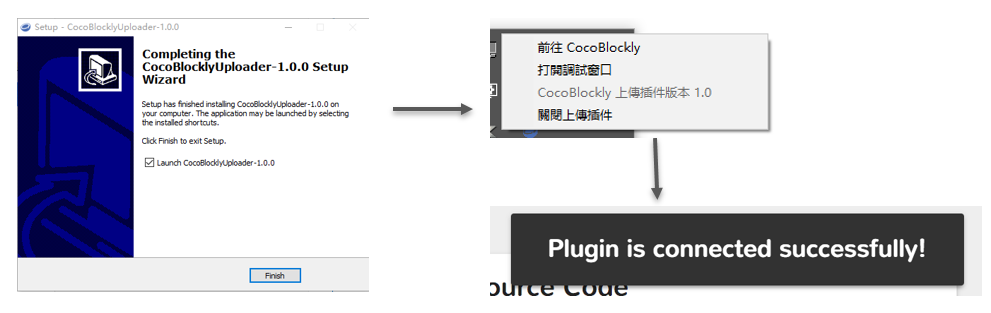 Setup - CocoBlocklyUploader-1.0.0
Completing the
CocoBlocklyUploader-1.0.0 Setup
Wizard
Setup has finished installing CocoBlocklyUploader-1.0.0 on
your computer. The application may be launched by selecting
the installed shortcuts.
Click Finish to exit Setup.
Launch CocoBlocklyUploader-1.0.0
Finish
前往 CocoBlockly
打開調試窗口
CocoBlockly 上傳插件版本 1.0
關閉上傳插件
Plugin is connected successfully!
ource Code